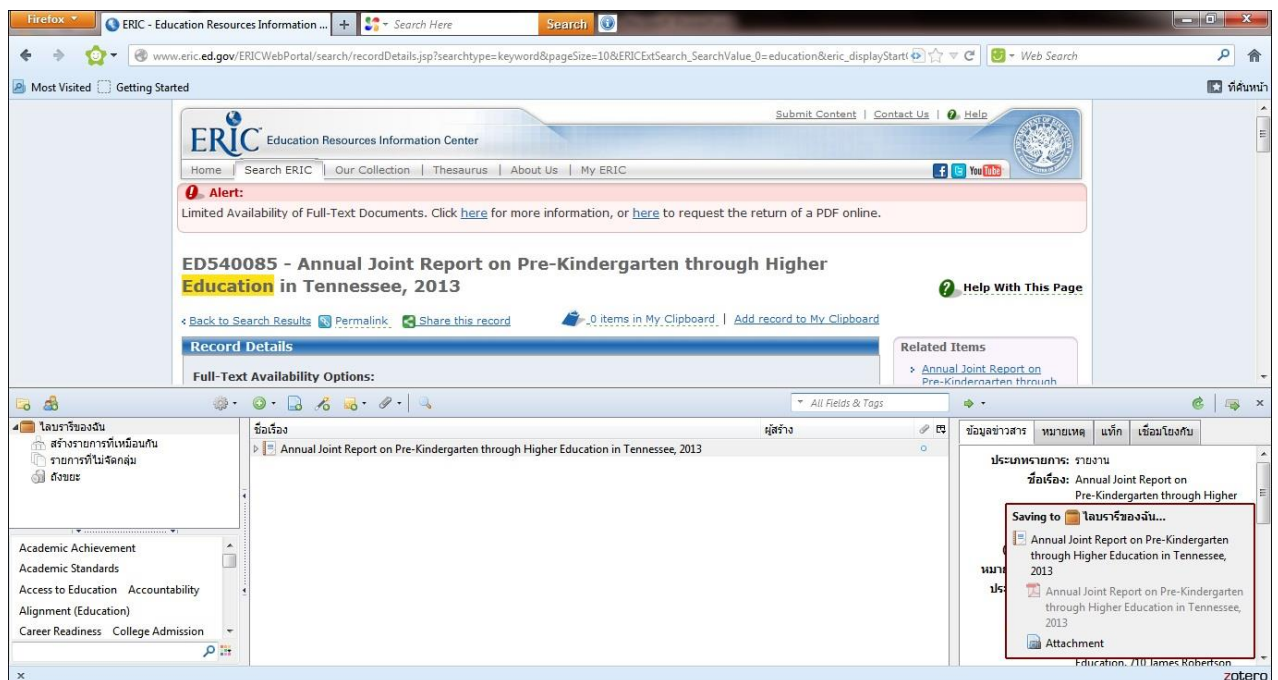 Firefox
ERIC - Education Resources Information ...
Search Here
Search
www.eric.ed.gov/ERICWebPortal/search/recordDetails.jsp?searchtype=keyword&pageSize=10&ERICExtSearch_SearchValue_0=education&eric_displayStart(
Web Search
Most Visited Getting Started
ที่คั่นหน้า
Submit Content | Contact Us | Help
ERIC Education Resources Information Center
Home Search ERIC Our Collection | Thesaurus | About Us | My ERIC
You Tube
Alert:
Limited Availability of Full-Text Documents. Click here for more information, or here to request the return of a PDF online.
ED540085 - Annual Joint Report on Pre-Kindergarten through Higher
Education in Tennessee, 2013
Help With This Page
Back to Search Results Permalink Share this record 0 items in My Clipboard | Add record to My Clipboard
Record Details
Full-Text Availability Options:
Related Items
Annual Joint Report on
Pre-Kindergarten through
All Fields & Tags
ไลบรารีของฉัน
สร้างรายการที่เหมือนกัน
รายการที่ไม่จัดกลุ่ม
ถังขยะ
Academic Achievement
Academic Standards
Access to Education Accountability
Alignment (Education)
Career Readiness College Admission
ชื่อเรื่อง ผู้สร้าง
Annual Joint Report on Pre-Kindergarten through Higher Education in Tennessee, 2013
ข้อมูลข่าวสาร หมายเหตุ แท็ก เชื่อมโยงกับ
ประเภทรายการ: รายงาน
ชื่อเรื่อง: Annual Joint Report on
Pre-Kindergarten through Higher
Saving to ไลบรารีของฉัน...
Annual Joint Report on Pre-Kindergarten
through Higher Education in Tennessee,
2013
Annual Joint Report on Pre-Kindergarten
through Higher Education in Tennessee,
2013
Attachment
Education, 710 James Robertson
zotero